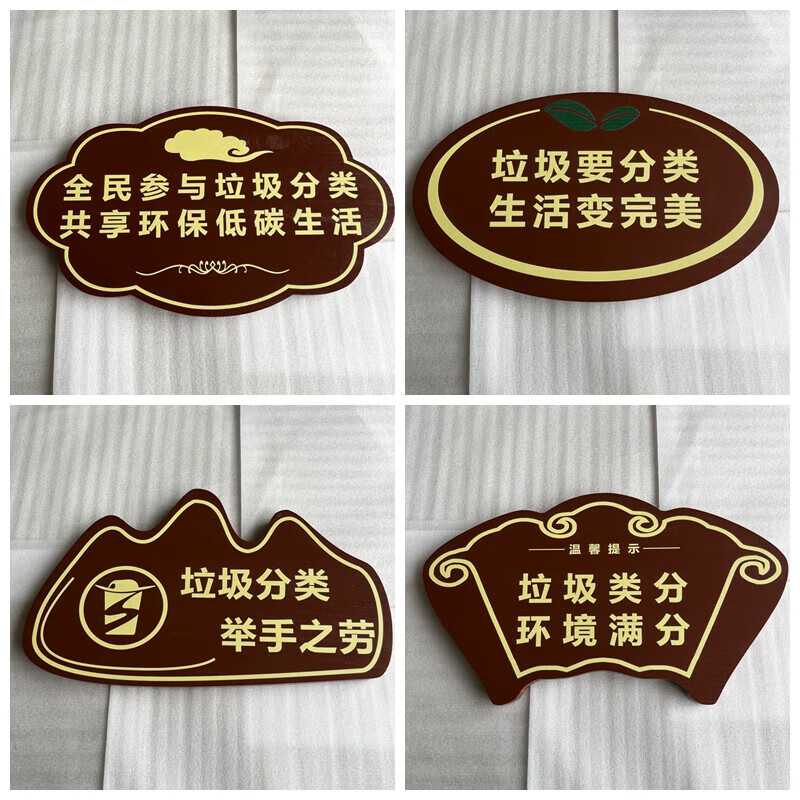 全民参与垃圾分类
共享环保低碳生活
垃圾要分类
生活变完美
垃圾分类
举手之劳
温馨提示
垃圾类分
环境满分